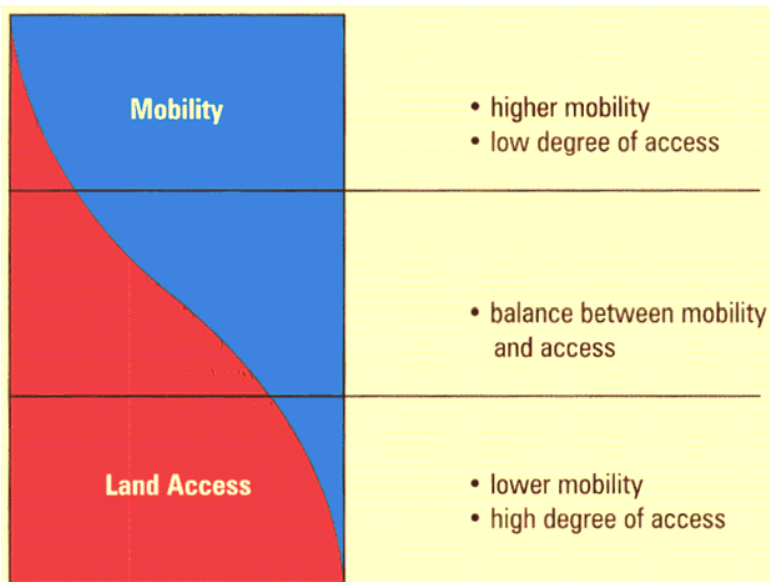 Mobility
• higher mobility
• low degree of access
• balance between mobility
and access
Land Access
• lower mobility
• high degree of access